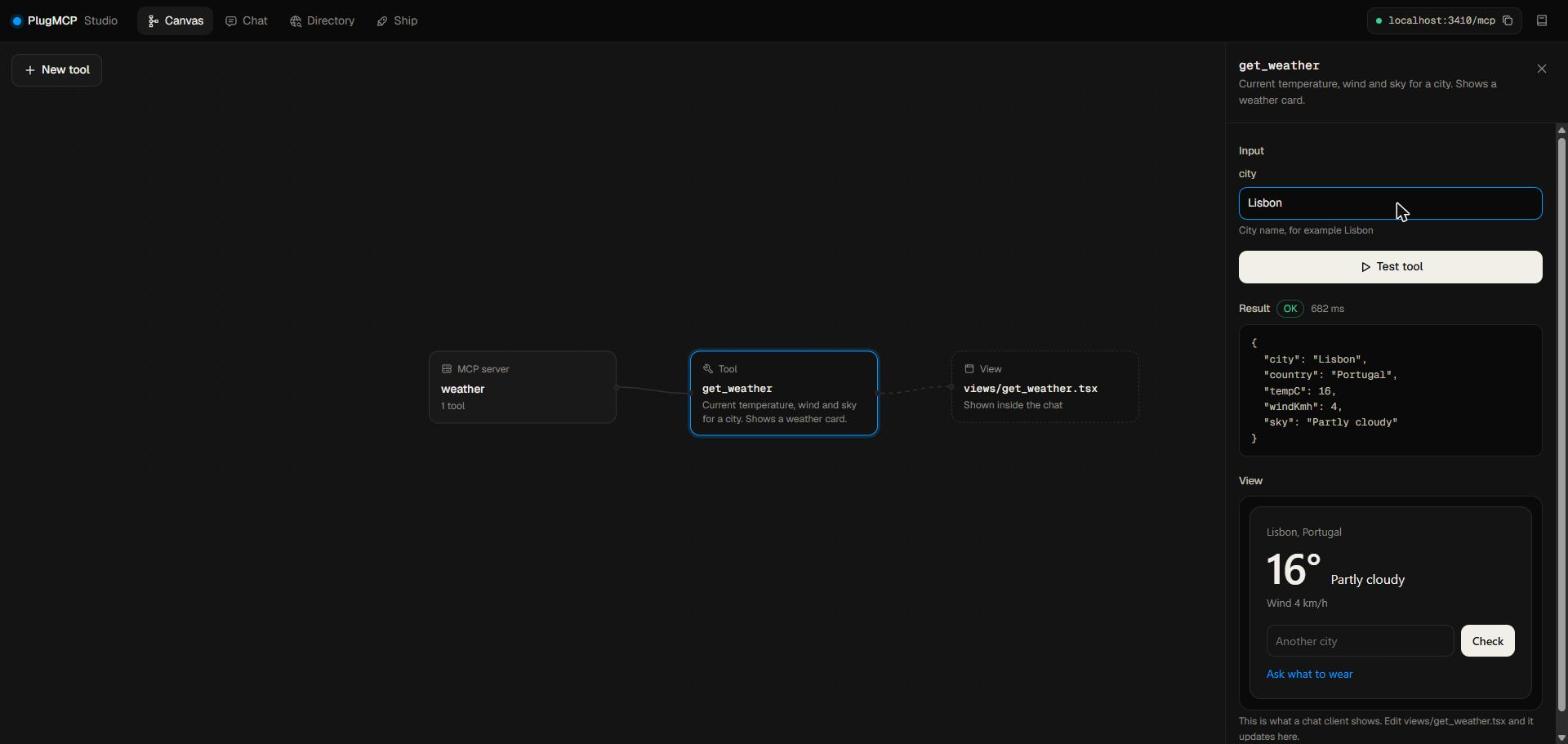 PlugMCP Studio Canvas Chat Directory Ship localhost:3410/mcp
+ New tool
MCP server
weather
1 tool
Tool
get_weather
Current temperature, wind and sky
for a city. Shows a weather card.
View
views/get_weather.tsx
Shown inside the chat
get_weather
Current temperature, wind and sky for a city. Shows a
weather card.
Input
city
Lisbon
City name, for example Lisbon
Test tool
Result OK 682 ms
{
"city": "Lisbon",
"country": "Portugal",
"tempC": 16,
"windKmh": 4,
"sky": "Partly cloudy"
}
View
Lisbon, Portugal
16° Partly cloudy
Wind 4 km/h
Another city Check
Ask what to wear
This is what a chat client shows. Edit views/get_weather.tsx and it
updates here.